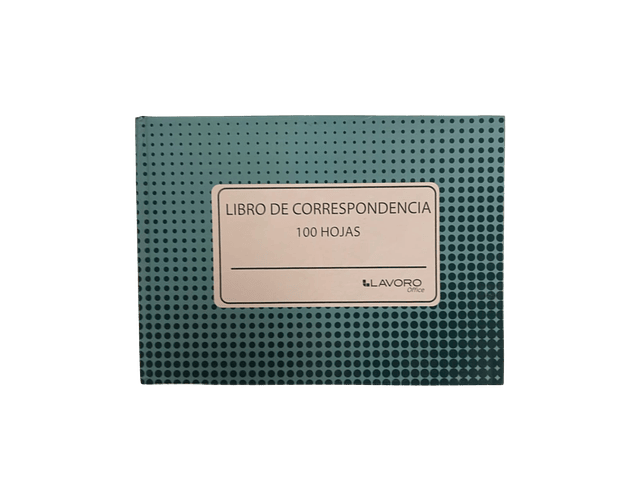 LIBRO DE CORRESPONDENCIA
100 HOJAS
LAVORO
Office